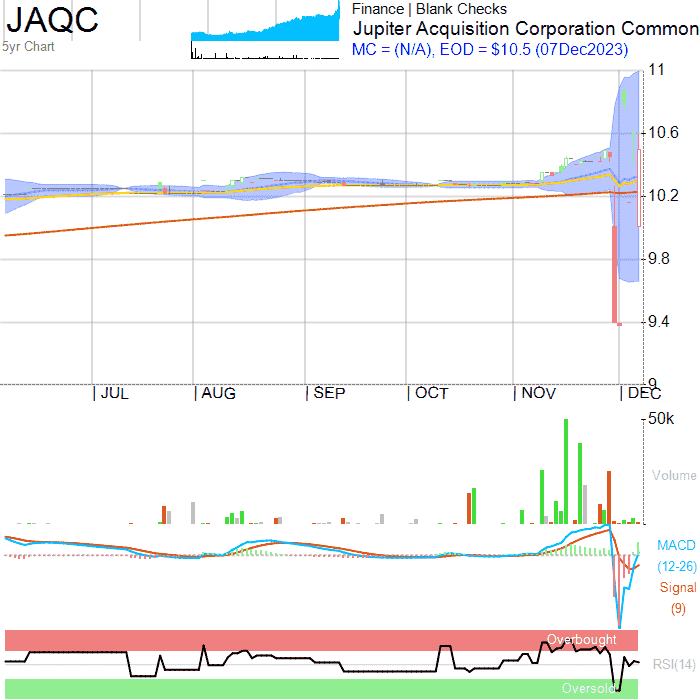 JAQC
5yr Chart
Finance | Blank Checks
Jupiter Acquisition Corporation Common
MC = (N/A), EOD = $10.5 (07Dec2023)
11
10.6
10.2
9.8
9.4
9
JUL
AUG
SEP
OCT
NOV
DEC
50k
Volume
MACD
(12-26)
Signal
(9)
Overbought
RSI(14)
Oversold